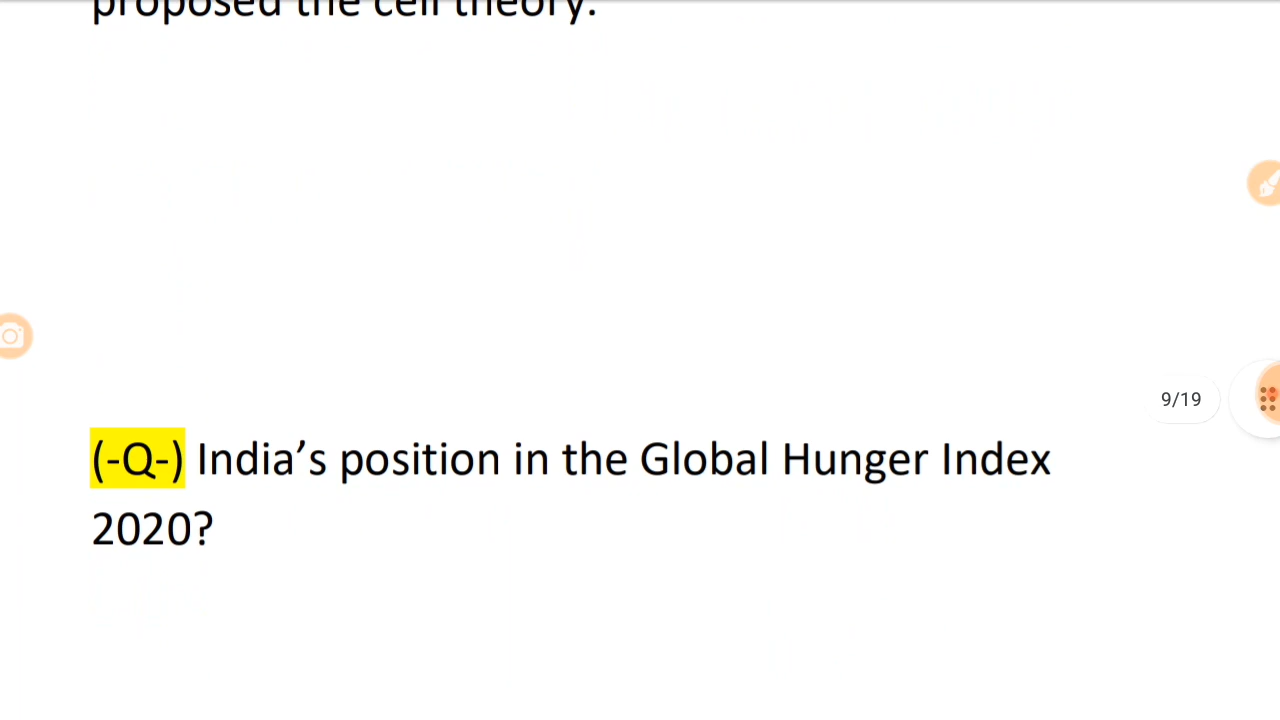 proposed the cell theory.
9/19
(-Q-) India’s position in the Global Hunger Index
2020?